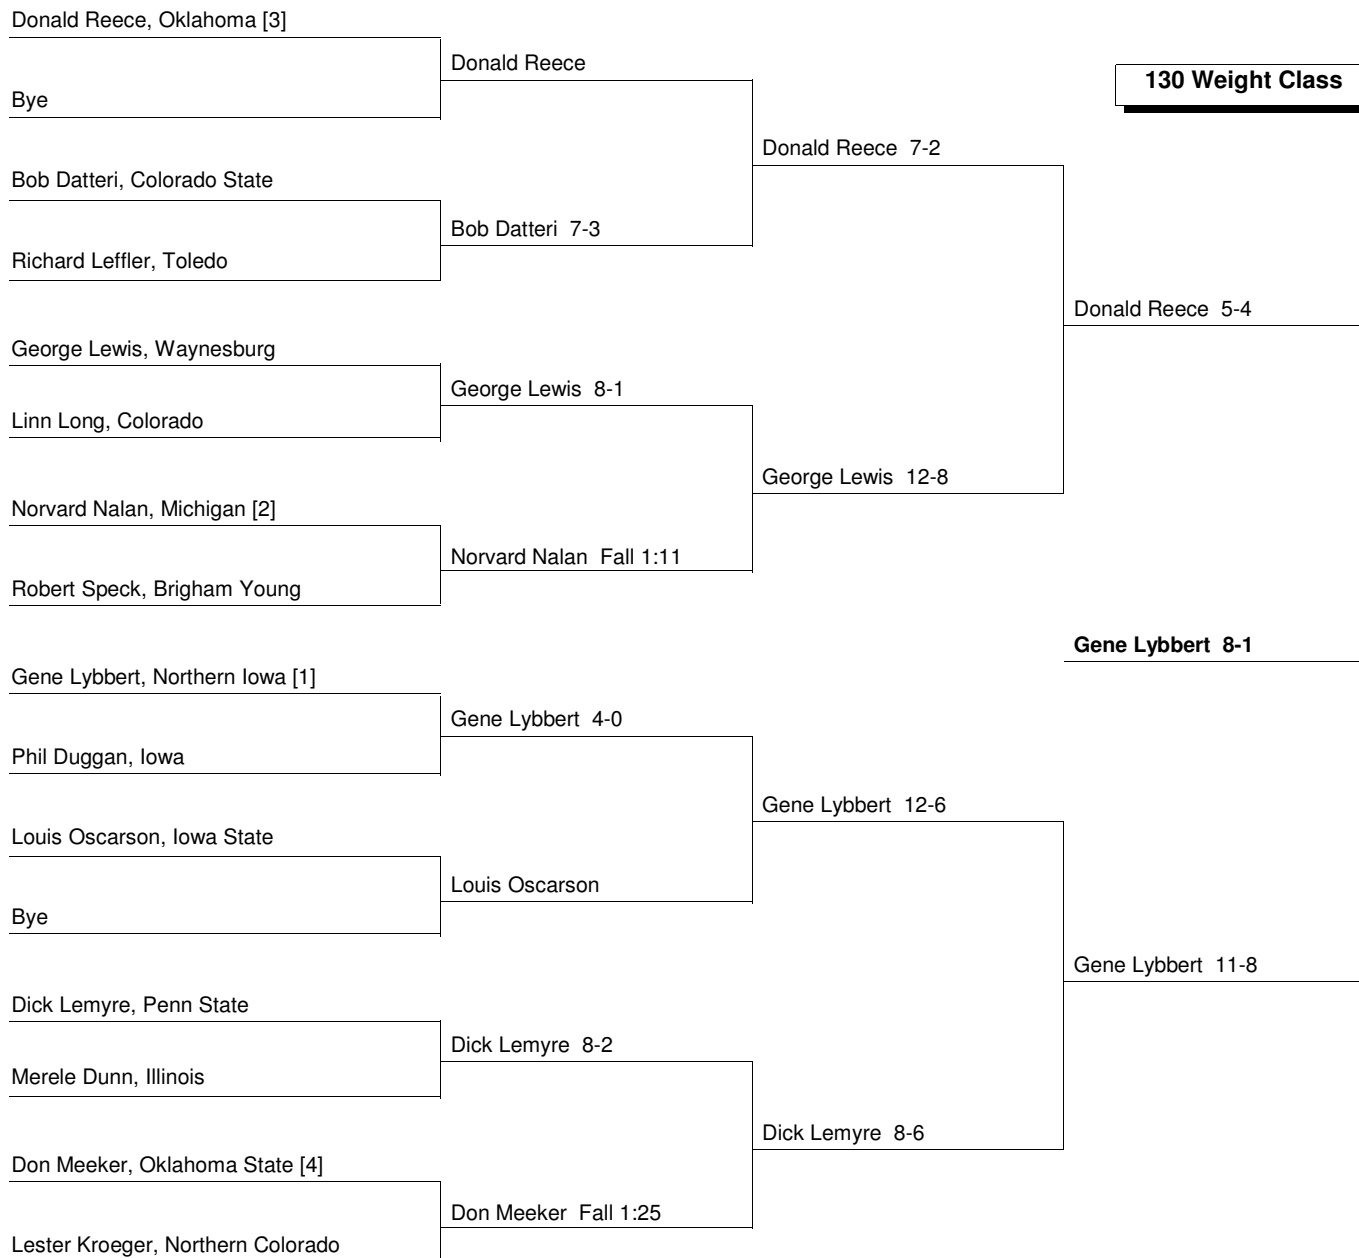 Donald Reece, Oklahoma [3]
Donald Reece
130 Weight Class
Bye
Donald Reece 7-2
Bob Datteri, Colorado State
Bob Datteri 7-3
Richard Leffler, Toledo
Donald Reece 5-4
George Lewis, Waynesburg
George Lewis 8-1
Linn Long, Colorado
George Lewis 12-8
Norvard Nalan, Michigan [2]
Norvard Nalan Fall 1:11
Robert Speck, Brigham Young
Gene Lybbert 8-1
Gene Lybbert, Northern Iowa [1]
Gene Lybbert 4-0
Phil Duggan, Iowa
Gene Lybbert 12-6
Louis Oscarson, Iowa State
Louis Oscarson
Bye
Gene Lybbert 11-8
Dick Lemyre, Penn State
Dick Lemyre 8-2
Merele Dunn, Illinois
Dick Lemyre 8-6
Don Meeker, Oklahoma State [4]
Don Meeker Fall 1:25
Lester Kroeger, Northern Colorado